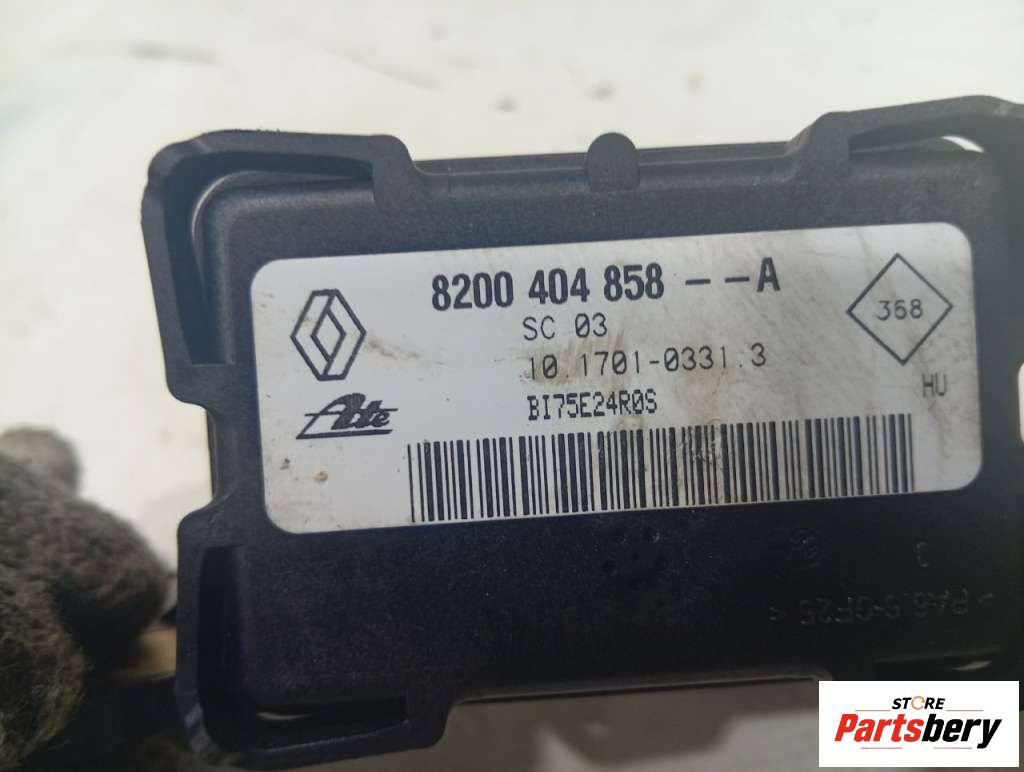 8200 404 858 --A
SC 03
10.1701-0331.3
BI75E24R0S
Ate
368
HU
STORE
Partsbery